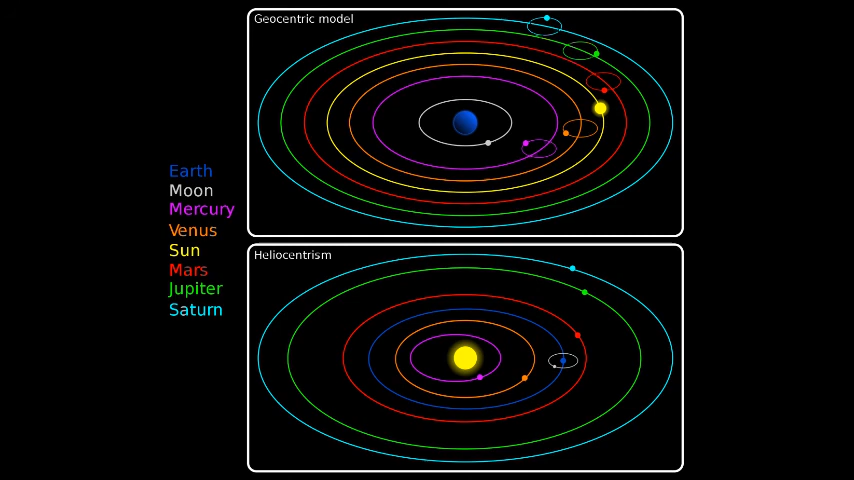 Geocentric model
Earth
Moon
Mercury
Venus
Sun
Mars
Jupiter
Saturn
Heliocentrism